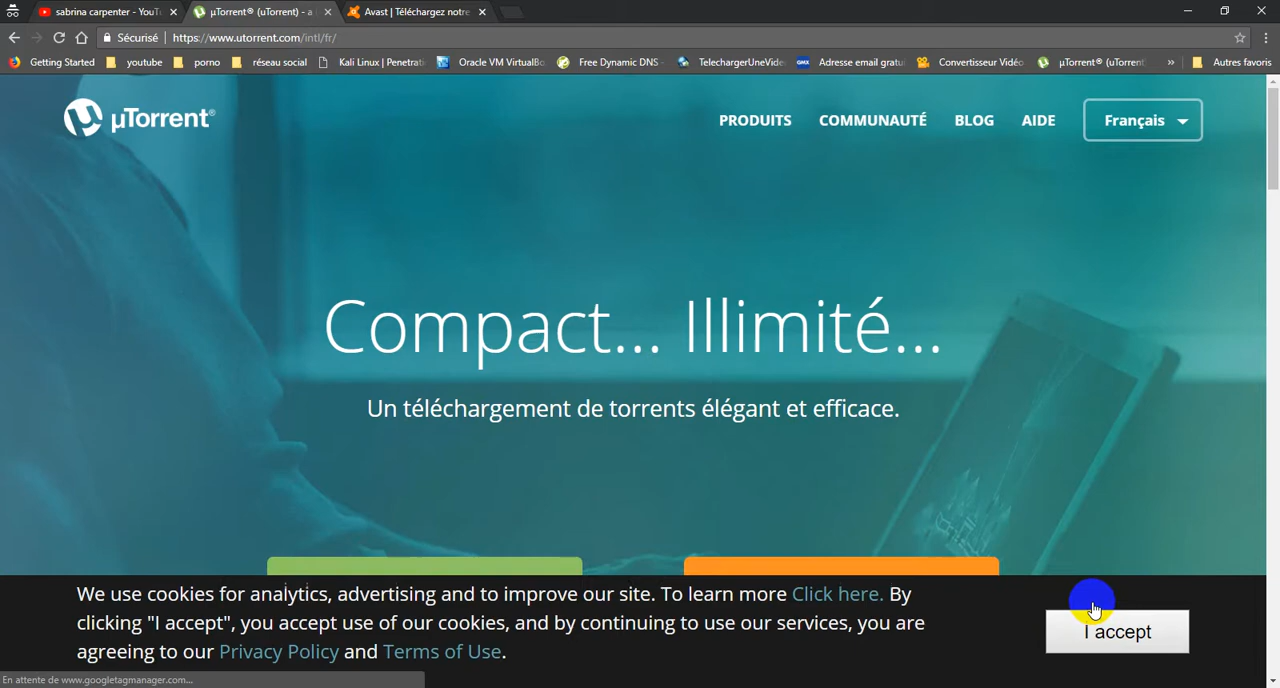 sabrina carpenter - YouT
µTorrent® (uTorrent) - a
Avast | Téléchargez notre
Sécurisé
https://www.utorrent.com/intl/fr/
Getting Started
youtube
porno
réseau social
Kali Linux | Penetrati
Oracle VM VirtualBo
Free Dynamic DNS -
TelechargerUneVide
GMX
Adresse email gratu
Convertisseur Vidéo
µTorrent® (uTorrent
»
Autres favoris
µTorrent®
PRODUITS
COMMUNAUTÉ
BLOG
AIDE
Français
Compact... Illimité...
Un téléchargement de torrents élégant et efficace.
We use cookies for analytics, advertising and to improve our site. To learn more Click here. By
clicking "I accept", you accept use of our cookies, and by continuing to use our services, you are
agreeing to our Privacy Policy and Terms of Use.
I accept
En attente de www.googletagmanager.com...